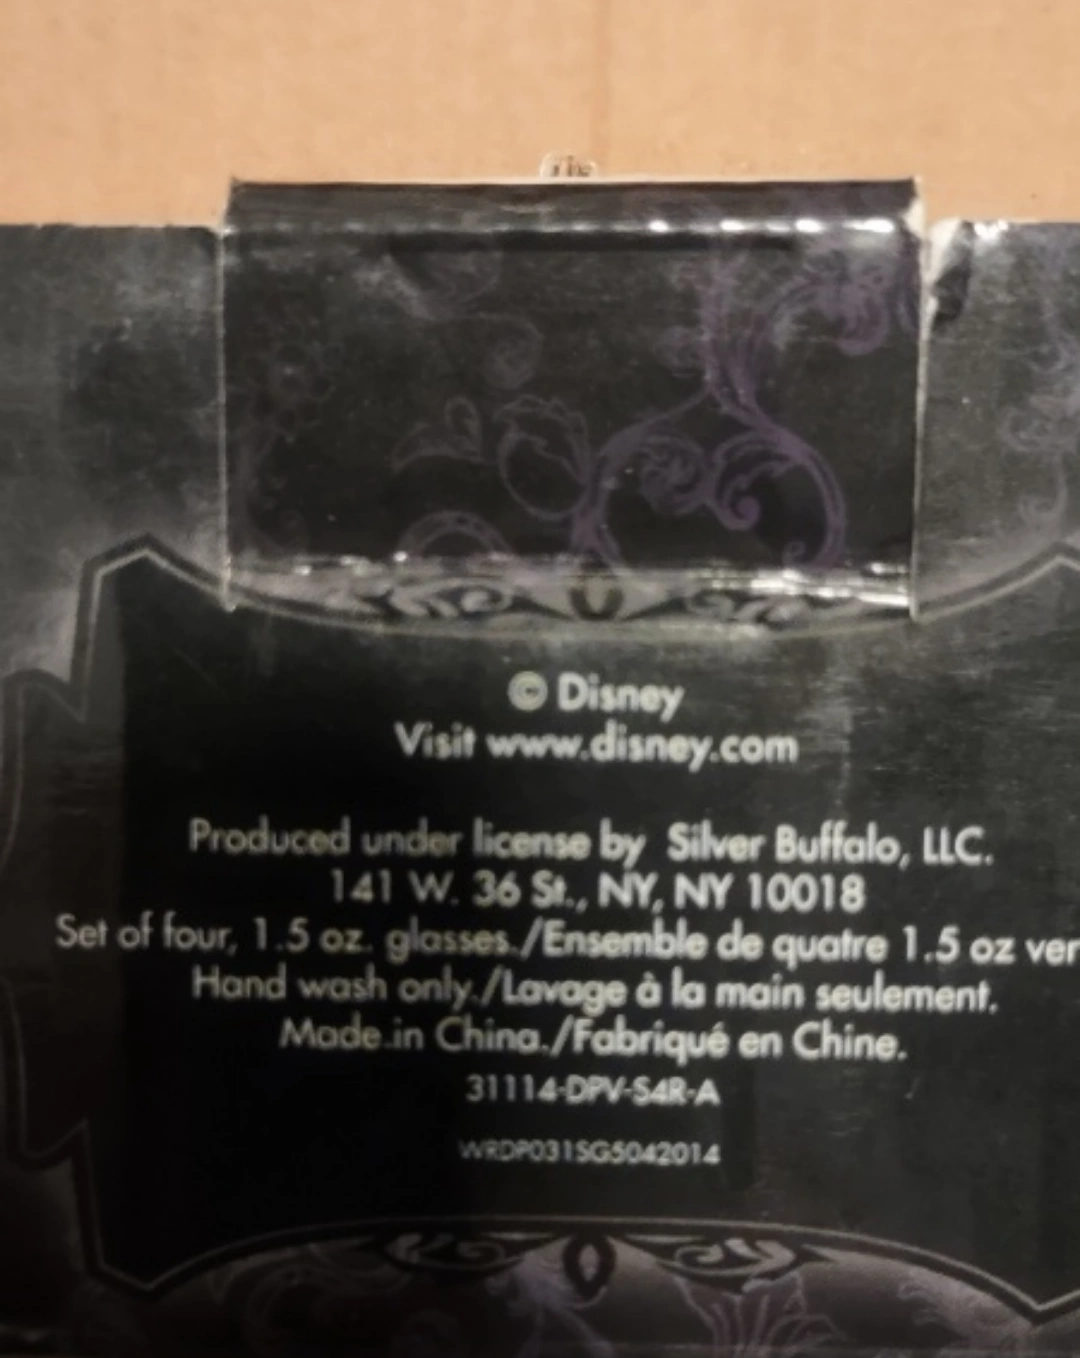 © Disney
Visit www.disney.com
Produced under license by Silver Buffalo, LLC.
141 W. 36 St., NY, NY 10018
Set of four, 1.5 oz. glasses./Ensemble de quatre 1.5 oz ver
Hand wash only./Lavage à la main seulement.
Made in China./Fabriqué en Chine.
31114-DPV-S4R-A
WRDP031SG5042014